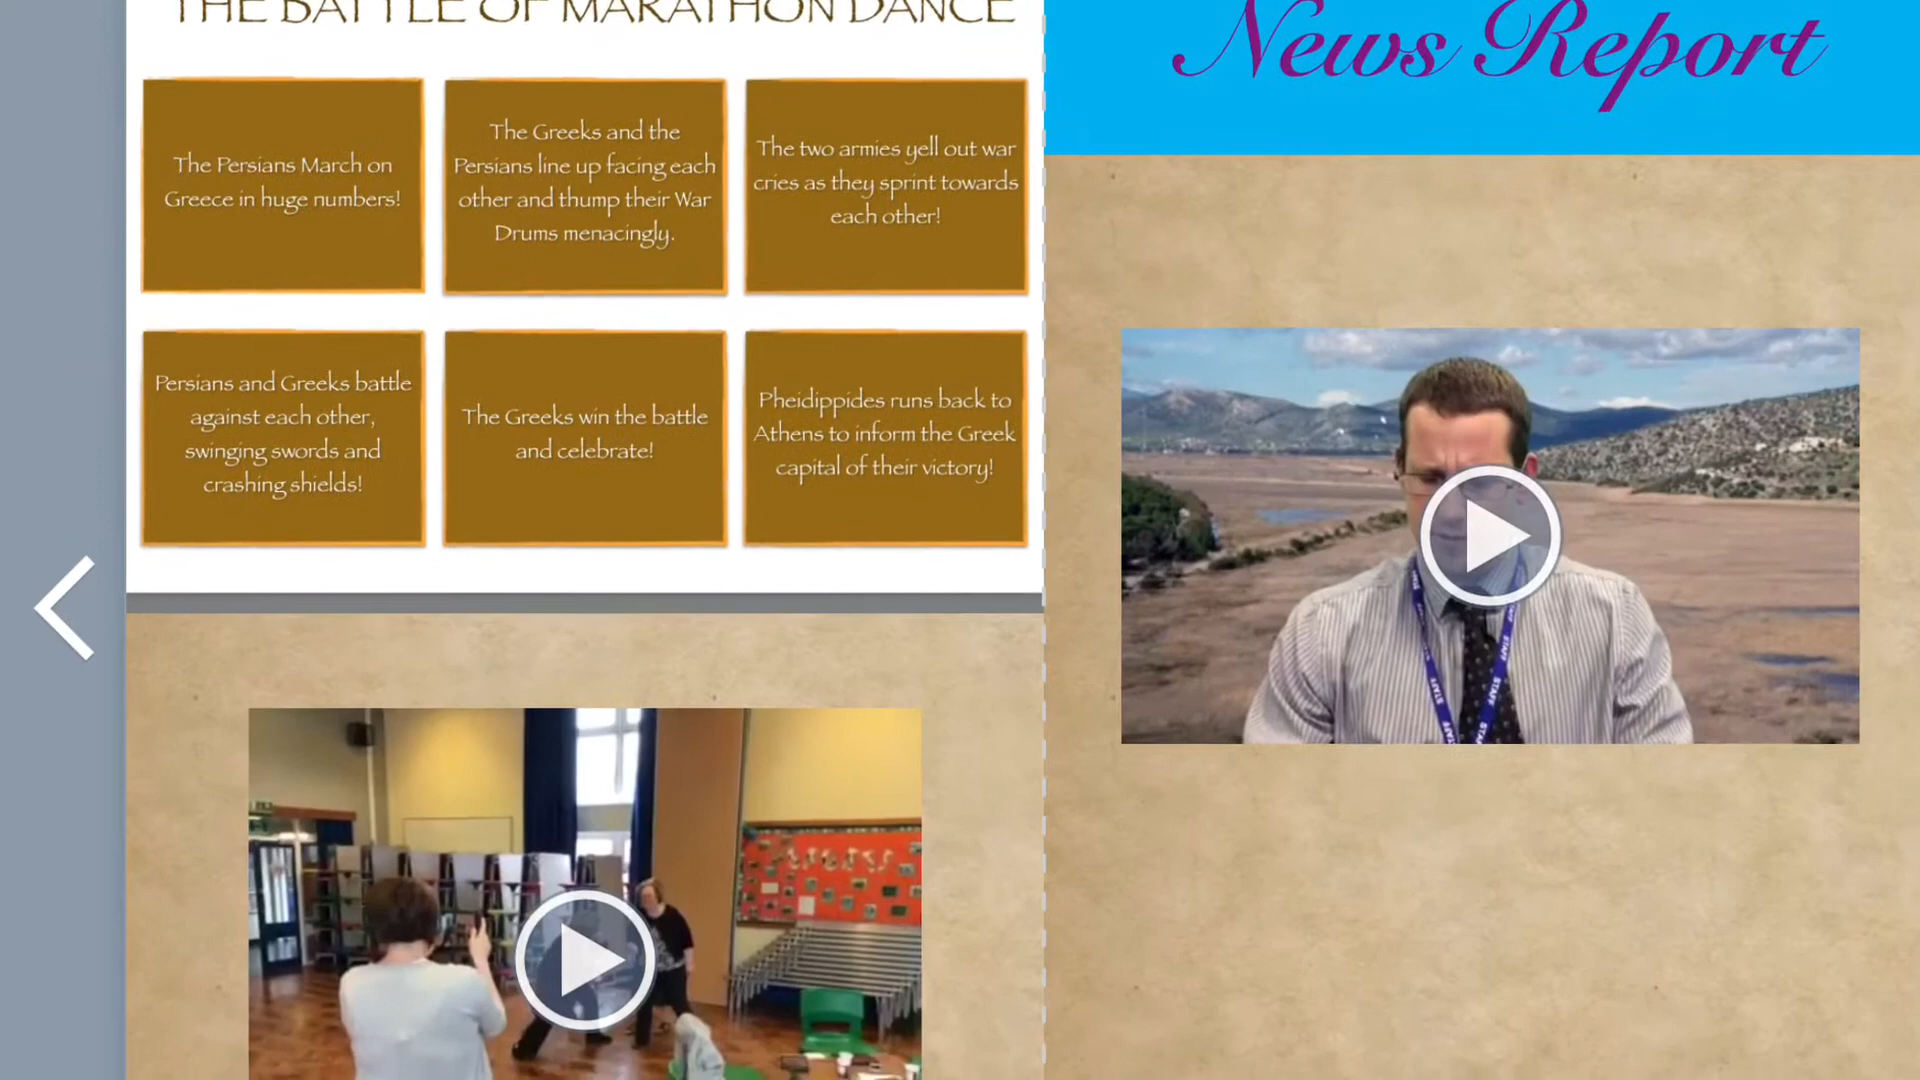 THE BATTLE OF MARATHON DANCE
The Persians March on
Greece in huge numbers!
The Greeks and the
Persians line up facing each
other and thump their War
Drums menacingly.
The two armies yell out war
cries as they sprint towards
each other!
Persians and Greeks battle
against each other,
swinging swords and
crashing shields!
The Greeks win the battle
and celebrate!
Pheidippides runs back to
Athens to inform the Greek
capital of their victory!
News Report
STAFF
STAFF
STAFF